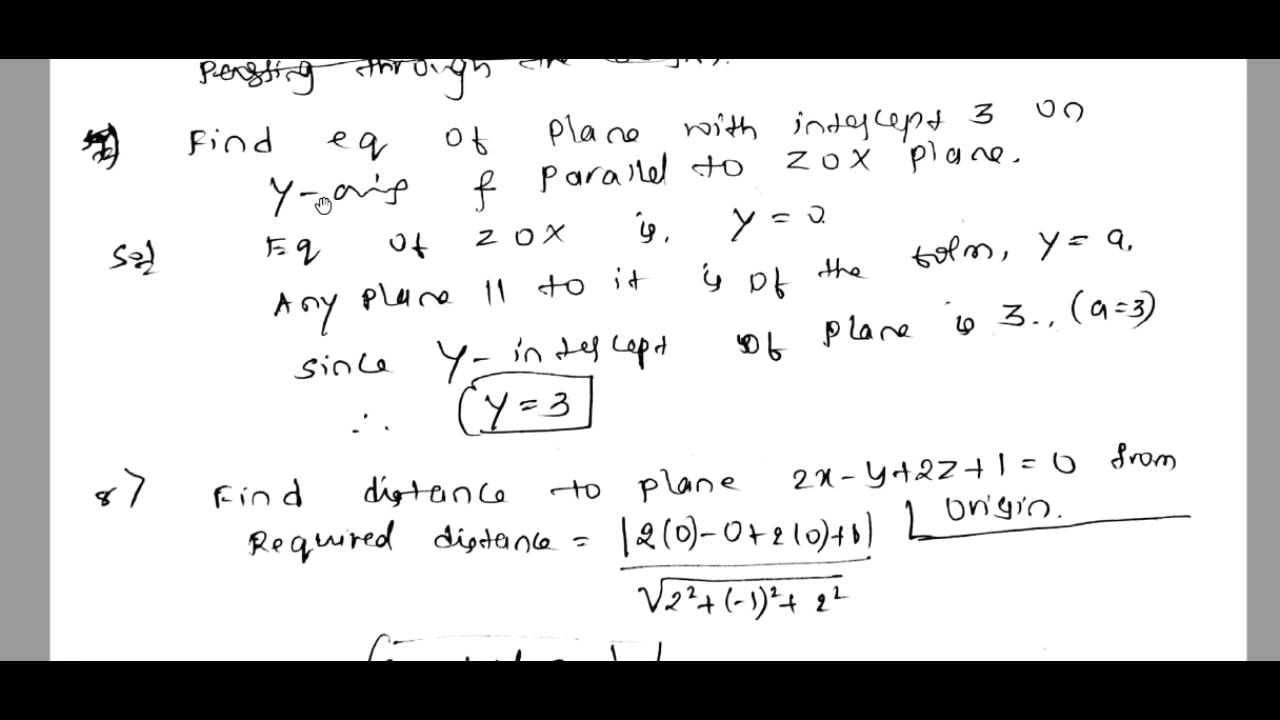 through
Find eq of plane with intercept 3 on
Y-axis & parallel to ZOX plane.
Sol Eq of ZOX is, y = 0
Any plane || to it is of the form, y = a.
since Y-intercept of plane is 3.. (a=3)
∴ y = 3
8> Find distance to plane 2x-y+2z+1=0 from
origin.
Required distance = |2(0)-0+2(0)+1|
√2²+(-1)²+2²